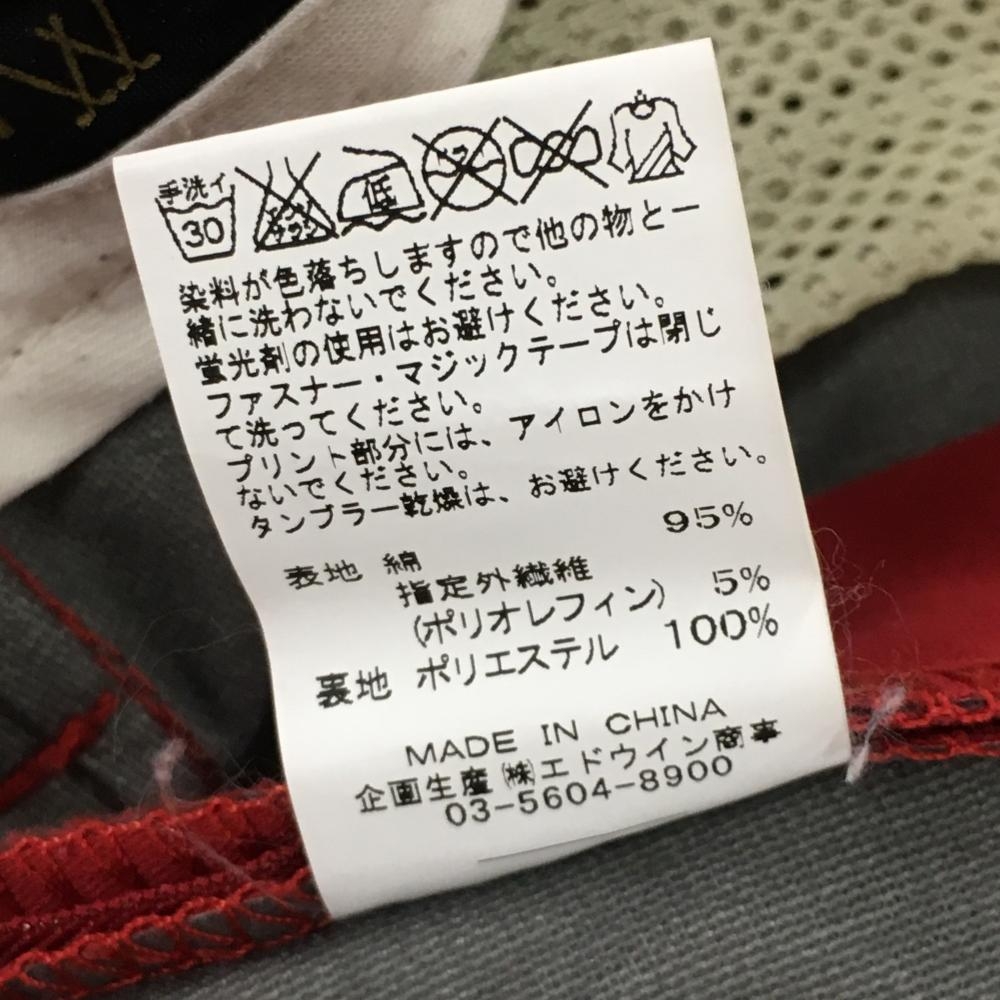 手洗イ
30
エンソ
サラシ
低
染料が色落ちしますので他の物と一
緒に洗わないでください。
蛍光剤の使用はお避けください。
ファスナー・マジックテープは閉じ
て洗ってください。
プリント部分には、アイロンをかけ
ないでください。
タンブラー乾燥は、お避けください。
表地 綿 95%
指定外繊維
(ポリオレフィン) 5%
裏地 ポリエステル 100%
MADE IN CHINA
企画生産 ㈱エドウイン商事
03-5604-8900